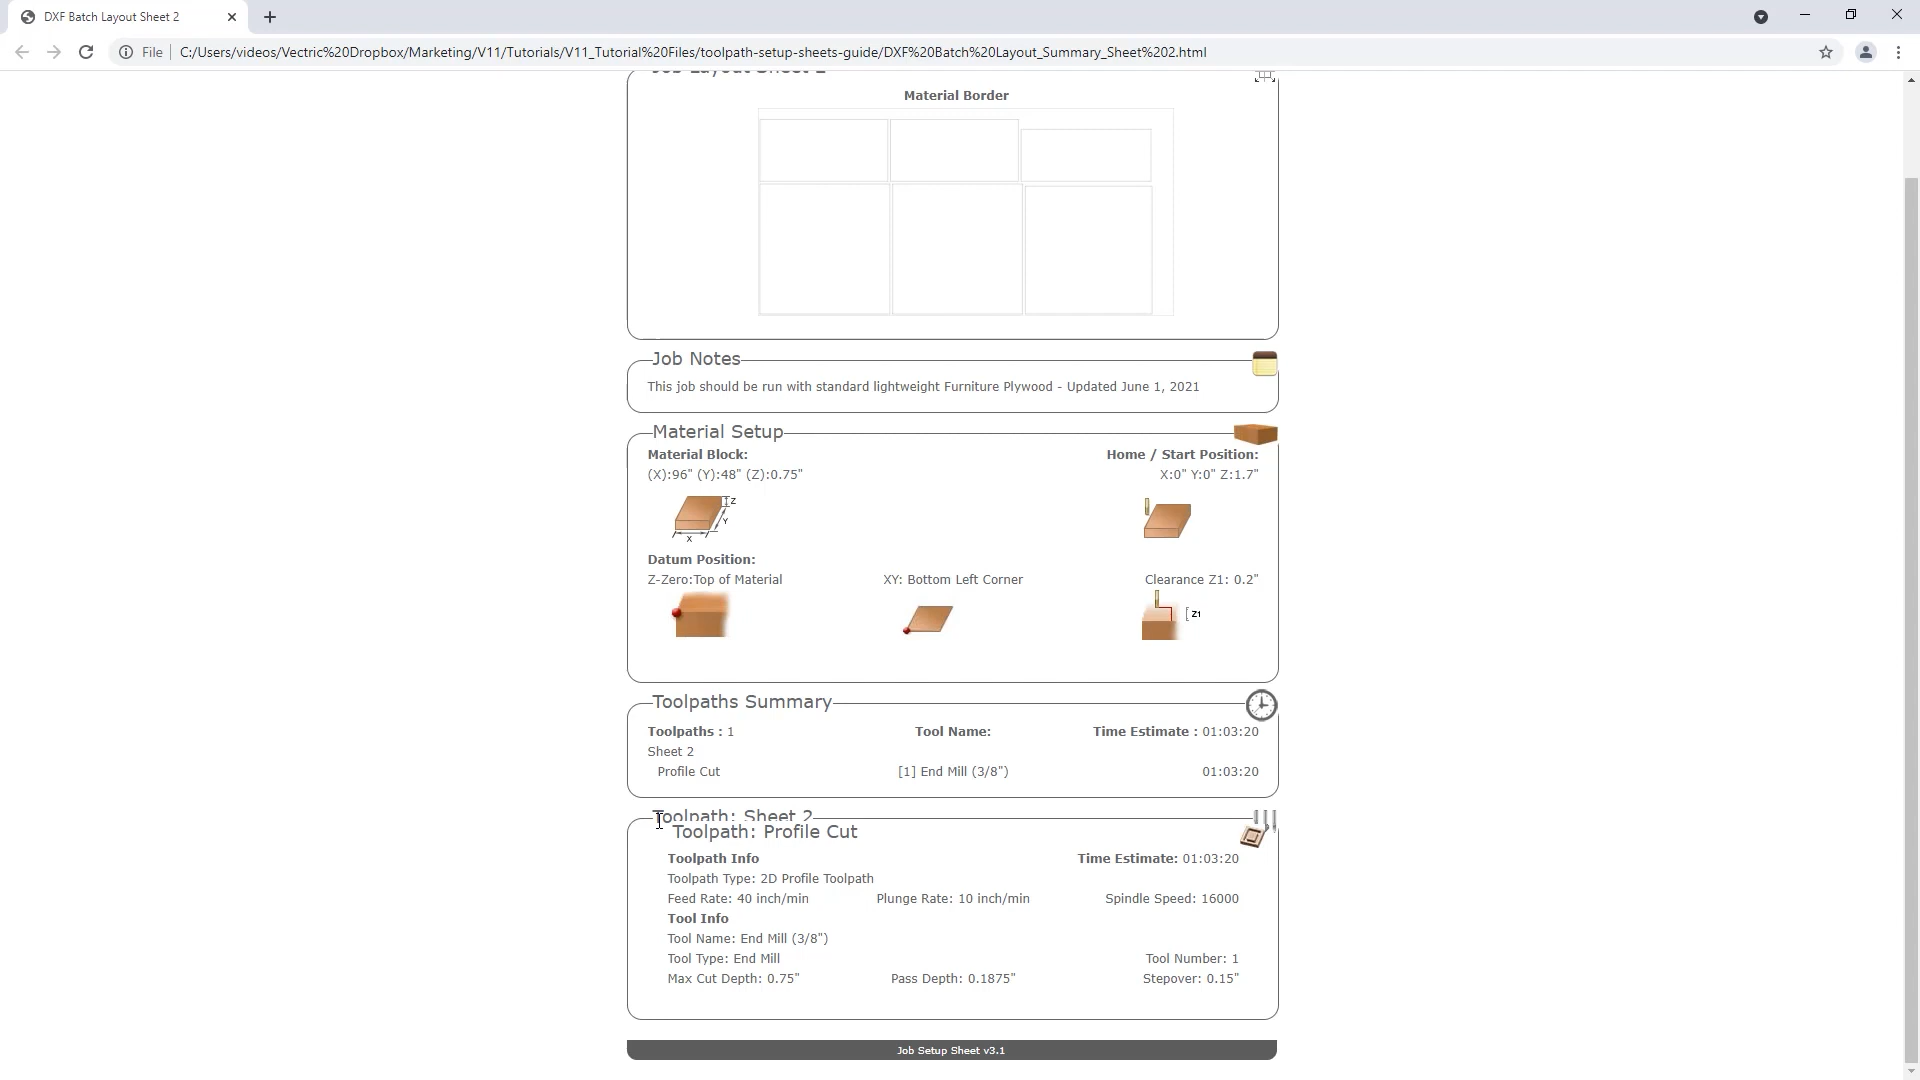 DXF Batch Layout Sheet 2
File C:/Users/videos/Vectric%20Dropbox/Marketing/V11/Tutorials/V11_Tutorial%20Files/toolpath-setup-sheets-guide/DXF%20Batch%20Layout_Summary_Sheet%202.html
Job Layout Sheet 2
Material Border
Job Notes
This job should be run with standard lightweight Furniture Plywood - Updated June 1, 2021
Material Setup
Material Block: Home / Start Position:
(X):96" (Y):48" (Z):0.75" X:0" Y:0" Z:1.7"
Z
Y
X
Datum Position:
Z-Zero:Top of Material XY: Bottom Left Corner Clearance Z1: 0.2"
Z1
Toolpaths Summary
Toolpaths : 1 Tool Name: Time Estimate : 01:03:20
Sheet 2
Profile Cut [1] End Mill (3/8") 01:03:20
Toolpath: Sheet 2
Toolpath: Profile Cut
Toolpath Info Time Estimate: 01:03:20
Toolpath Type: 2D Profile Toolpath
Feed Rate: 40 inch/min Plunge Rate: 10 inch/min Spindle Speed: 16000
Tool Info
Tool Name: End Mill (3/8")
Tool Type: End Mill Tool Number: 1
Max Cut Depth: 0.75" Pass Depth: 0.1875" Stepover: 0.15"
Job Setup Sheet v3.1